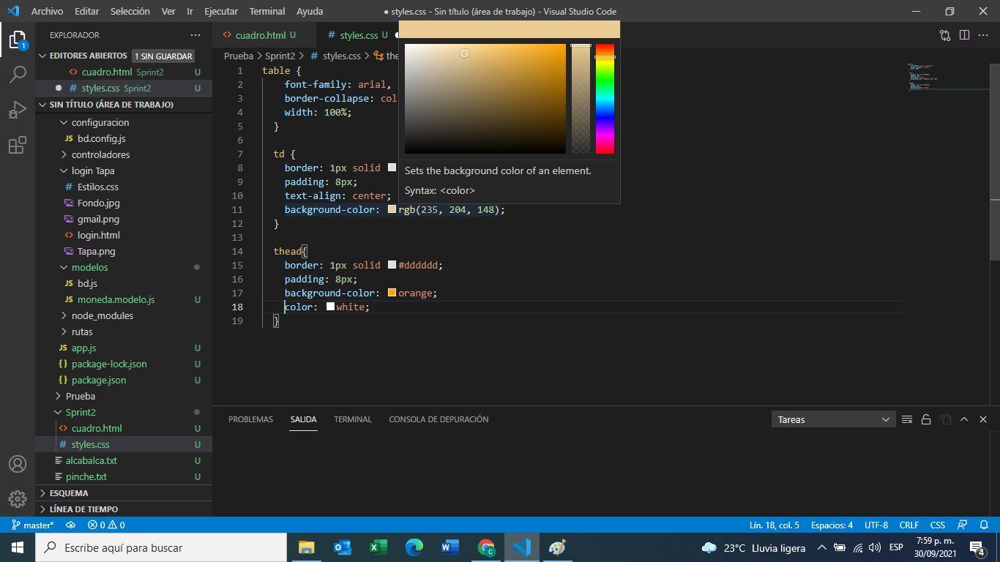 Archivo Editar Selección Ver Ir Ejecutar Terminal Ayuda
● styles.css - Sin título (área de trabajo) - Visual Studio Code
EXPLORADOR
EDITORES ABIERTOS 1 SIN GUARDAR
cuadro.html Sprint2 U
# styles.css Sprint2 U
SIN TÍTULO (ÁREA DE TRABAJO)
configuracion
JS bd.config.js
controladores
login Tapa
# Estilos.css
Fondo.jpg
gmail.png
login.html
Tapa.png
modelos
JS bd.js
JS moneda.modelo.js U
node_modules
rutas
JS app.js U
{} package-lock.json U
{} package.json U
Prueba
Sprint2
cuadro.html U
# styles.css U
alcabalca.txt U
pinche.txt U
ESQUEMA
LÍNEA DE TIEMPO
1
cuadro.html U
# styles.css U
Prueba > Sprint2 > # styles.css > the
1 table {
2 font-family: arial,
3 border-collapse: col
4 width: 100%;
5 }
6
7 td {
8 border: 1px solid
9 padding: 8px;
10 text-align: center;
11 background-color: rgb(235, 204, 148);
12 }
13
14 thead{
15 border: 1px solid #dddddd;
16 padding: 8px;
17 background-color: orange;
18 color: white;
19 }
Sets the background color of an element.
Syntax: <color>
PROBLEMAS SALIDA TERMINAL CONSOLA DE DEPURACIÓN
Tareas
master* 0 0
Lín. 18, col. 5 Espacios: 4 UTF-8 CRLF CSS
Escribe aquí para buscar
23°C Lluvia ligera
ESP
7:59 p. m.
30/09/2021
4